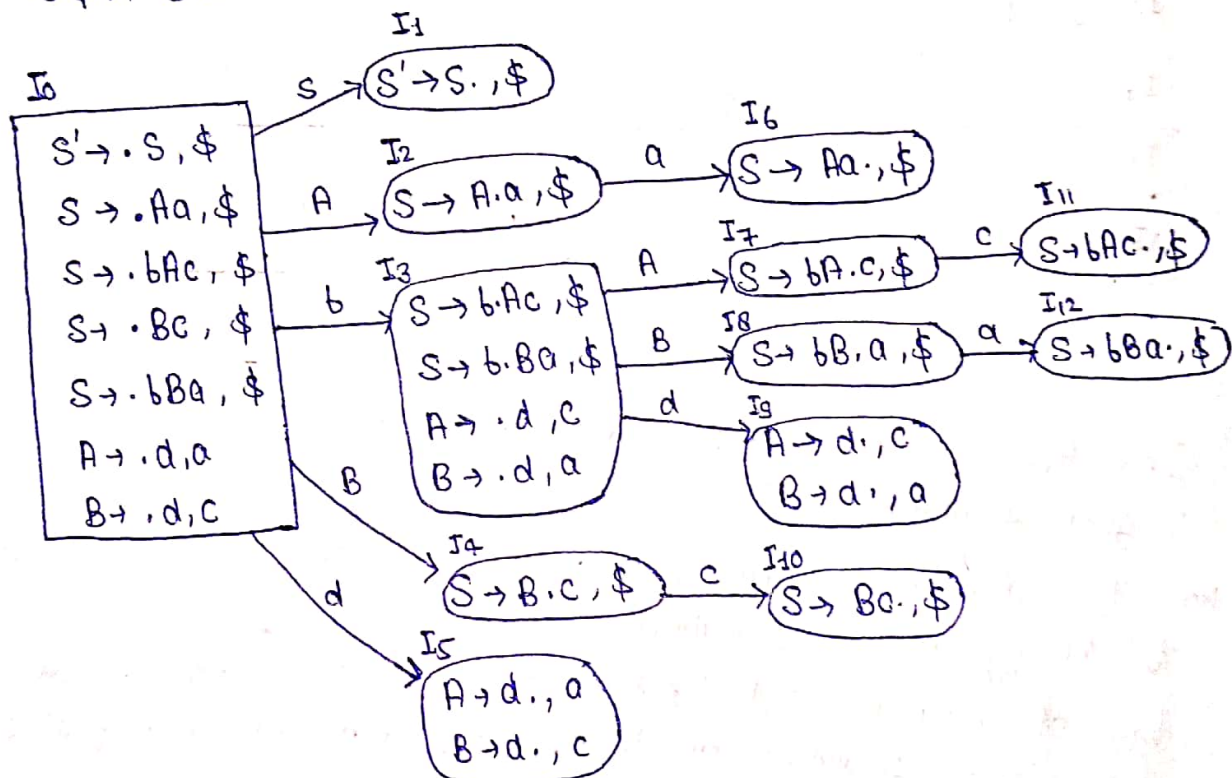 I0
S' → .S, $
S → .Aa, $
S → .bAc, $
S → .Bc, $
S → .bBa, $
A → .d, a
B → .d, c
S
I1
S' → S., $
A
I2
S → A.a, $
a
I6
S → Aa., $
b
I3
S → b.Ac, $
S → b.Ba, $
A → .d, c
B → .d, a
A
I7
S → bA.c, $
c
I11
S → bAc., $
B
I8
S → bB.a, $
a
I12
S → bBa., $
d
I9
A → d., c
B → d., a
B
I4
S → B.c, $
c
I10
S → Bc., $
d
I5
A → d., a
B → d., c